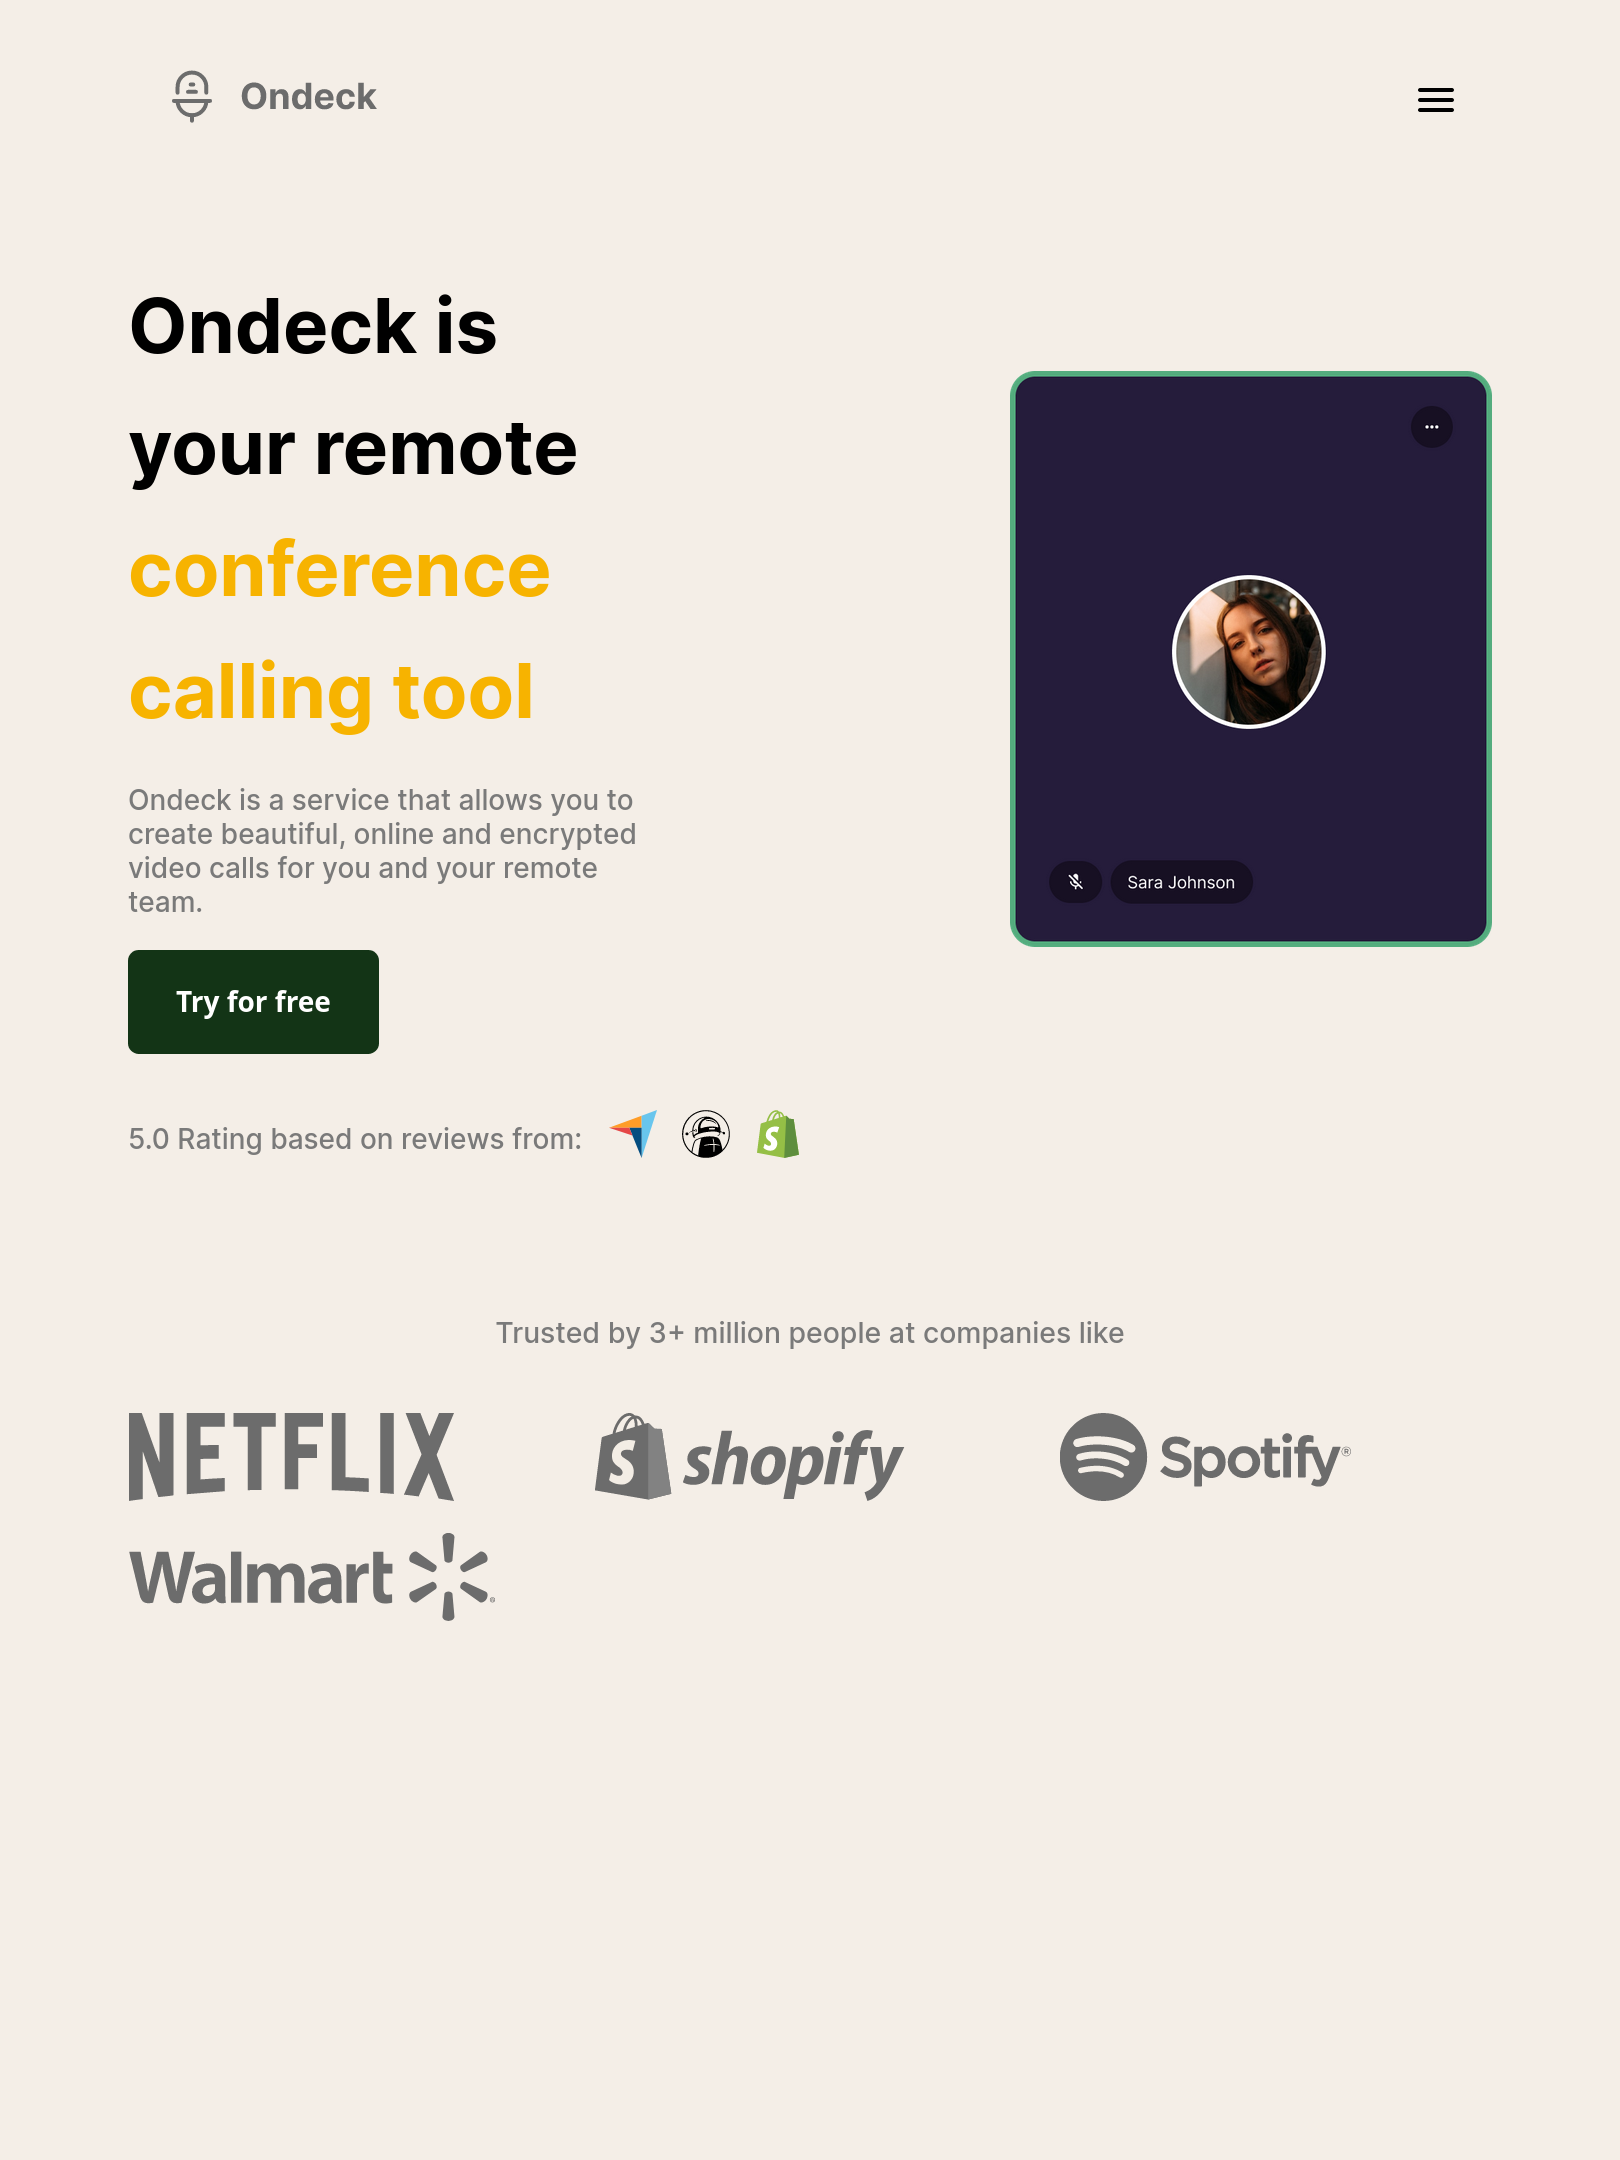 Ondeck
Ondeck is
your remote
conference
calling tool
Ondeck is a service that allows you to
create beautiful, online and encrypted
video calls for you and your remote
team.
Try for free
5.0 Rating based on reviews from:
Sara Johnson
Trusted by 3+ million people at companies like
NETFLIX
shopify
Spotify®
Walmart